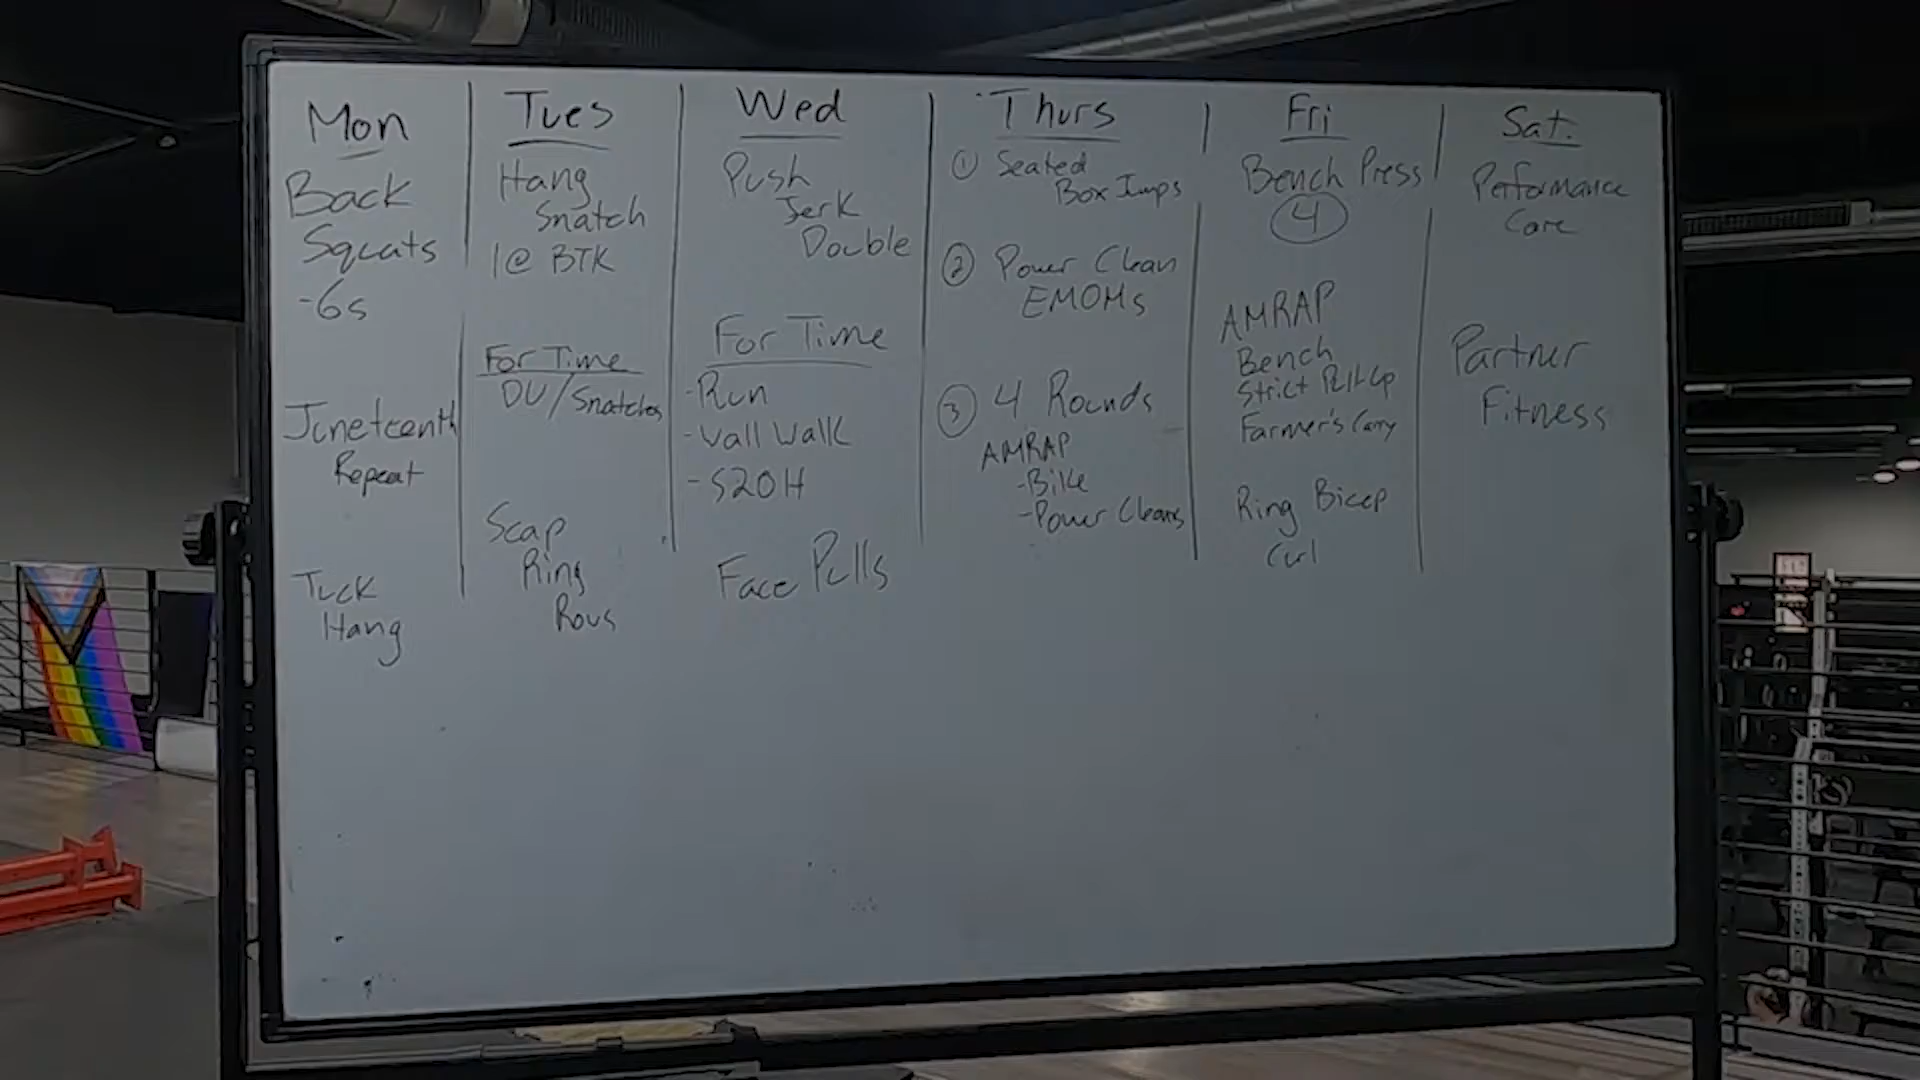 Mon
Back
Squats
-6s
Juneteenth
Repeat
Tuck
Hang
Tues
Hang
Snatch
1@ BTK
For Time
DU/Snatches
Scap
Ring
Rows
Wed
Push
Jerk
Double
For Time
-Run
-Wall Walk
-S2OH
Face Pulls
Thurs
① Seated
Box Jumps
② Power Clean
EMOMs
③ 4 Rounds
AMRAP
-Bike
-Power Cleans
Fri
Bench Press
4
AMRAP
Bench
Strict Pull Up
Farmer's Carry
Ring Bicep
Curl
Sat.
Performance
Care
Partner
Fitness